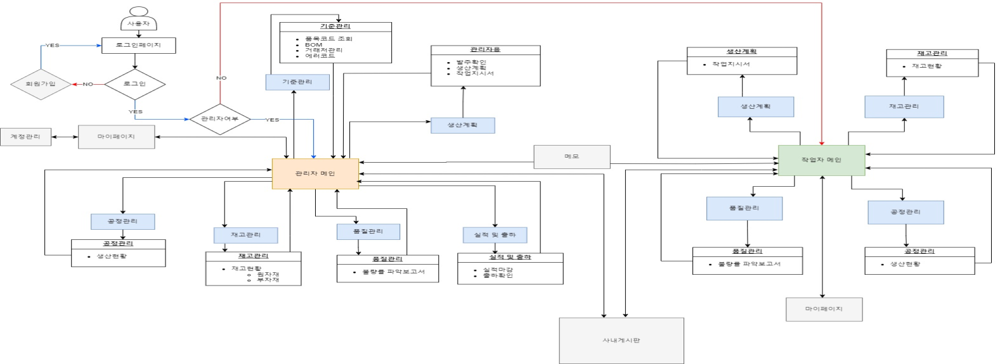 사용자
로그인페이지
YES
회원가입
NO
로그인
YES
관리자여부
NO
YES
계정관리
마이페이지
기준관리
품목코드 조회
BOM
거래처관리
에러코드
기준관리
관리자용
발주확인
생산계획
작업지시서
생산계획
메모
관리자 메인
공정관리
공정관리
생산현황
재고관리
재고관리
재고현황
원자재
부자재
품질관리
품질관리
불량률 파악보고서
실적 및 출하
실적 및 출하
실적마감
출하확인
생산계획
작업지시서
생산계획
재고관리
재고현황
재고관리
작업자 메인
품질관리
품질관리
불량률 파악보고서
공정관리
공정관리
생산현황
마이페이지
사내게시판